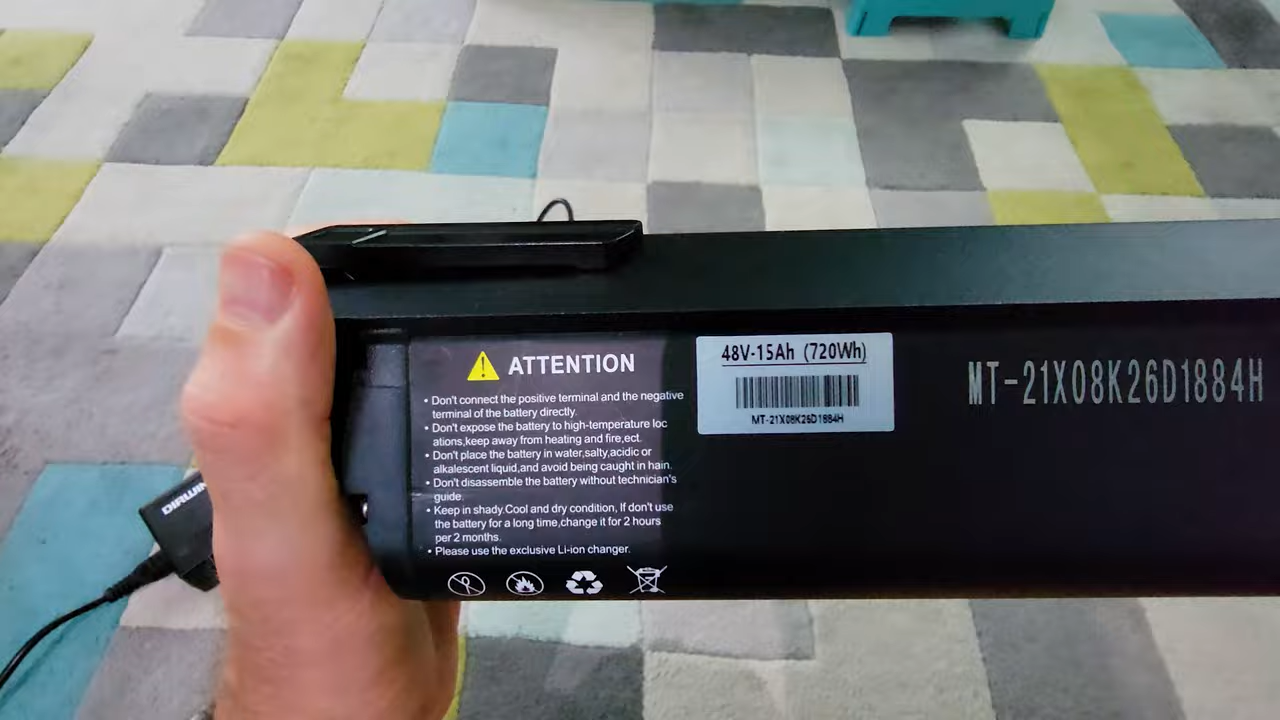 ATTENTION
• Don't connect the positive terminal and the negative
terminal of the battery directly.
• Don't expose the battery to high-temperature loc
ations,keep away from heating and fire,ect.
• Don't place the battery in water,salty,acidic or
alkalescent liquid,and avoid being caught in hain.
• Don't disassemble the battery without technician's
guide.
• Keep in shady.Cool and dry condition, If don't use
the battery for a long time,change it for 2 hours
per 2 months.
• Please use the exclusive Li-ion changer.
48V-15Ah (720Wh)
MT-21X08K26D1884H
MT-21X08K26D1884H